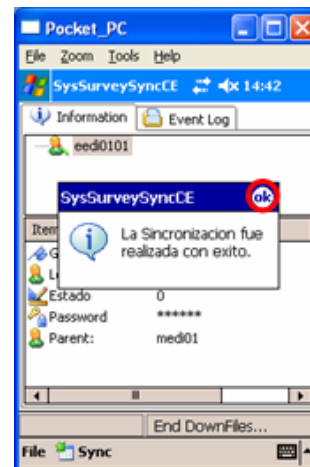 Pocket_PC
File Zoom Tools Help
SysSurveySyncCE 14:42
Information Event Log
eedi0101
SysSurveySyncCE ok
La Sincronizacion fue
realizada con exito.
Estado 0
Password ******
Parent: medi01
End DownFiles...
File Sync